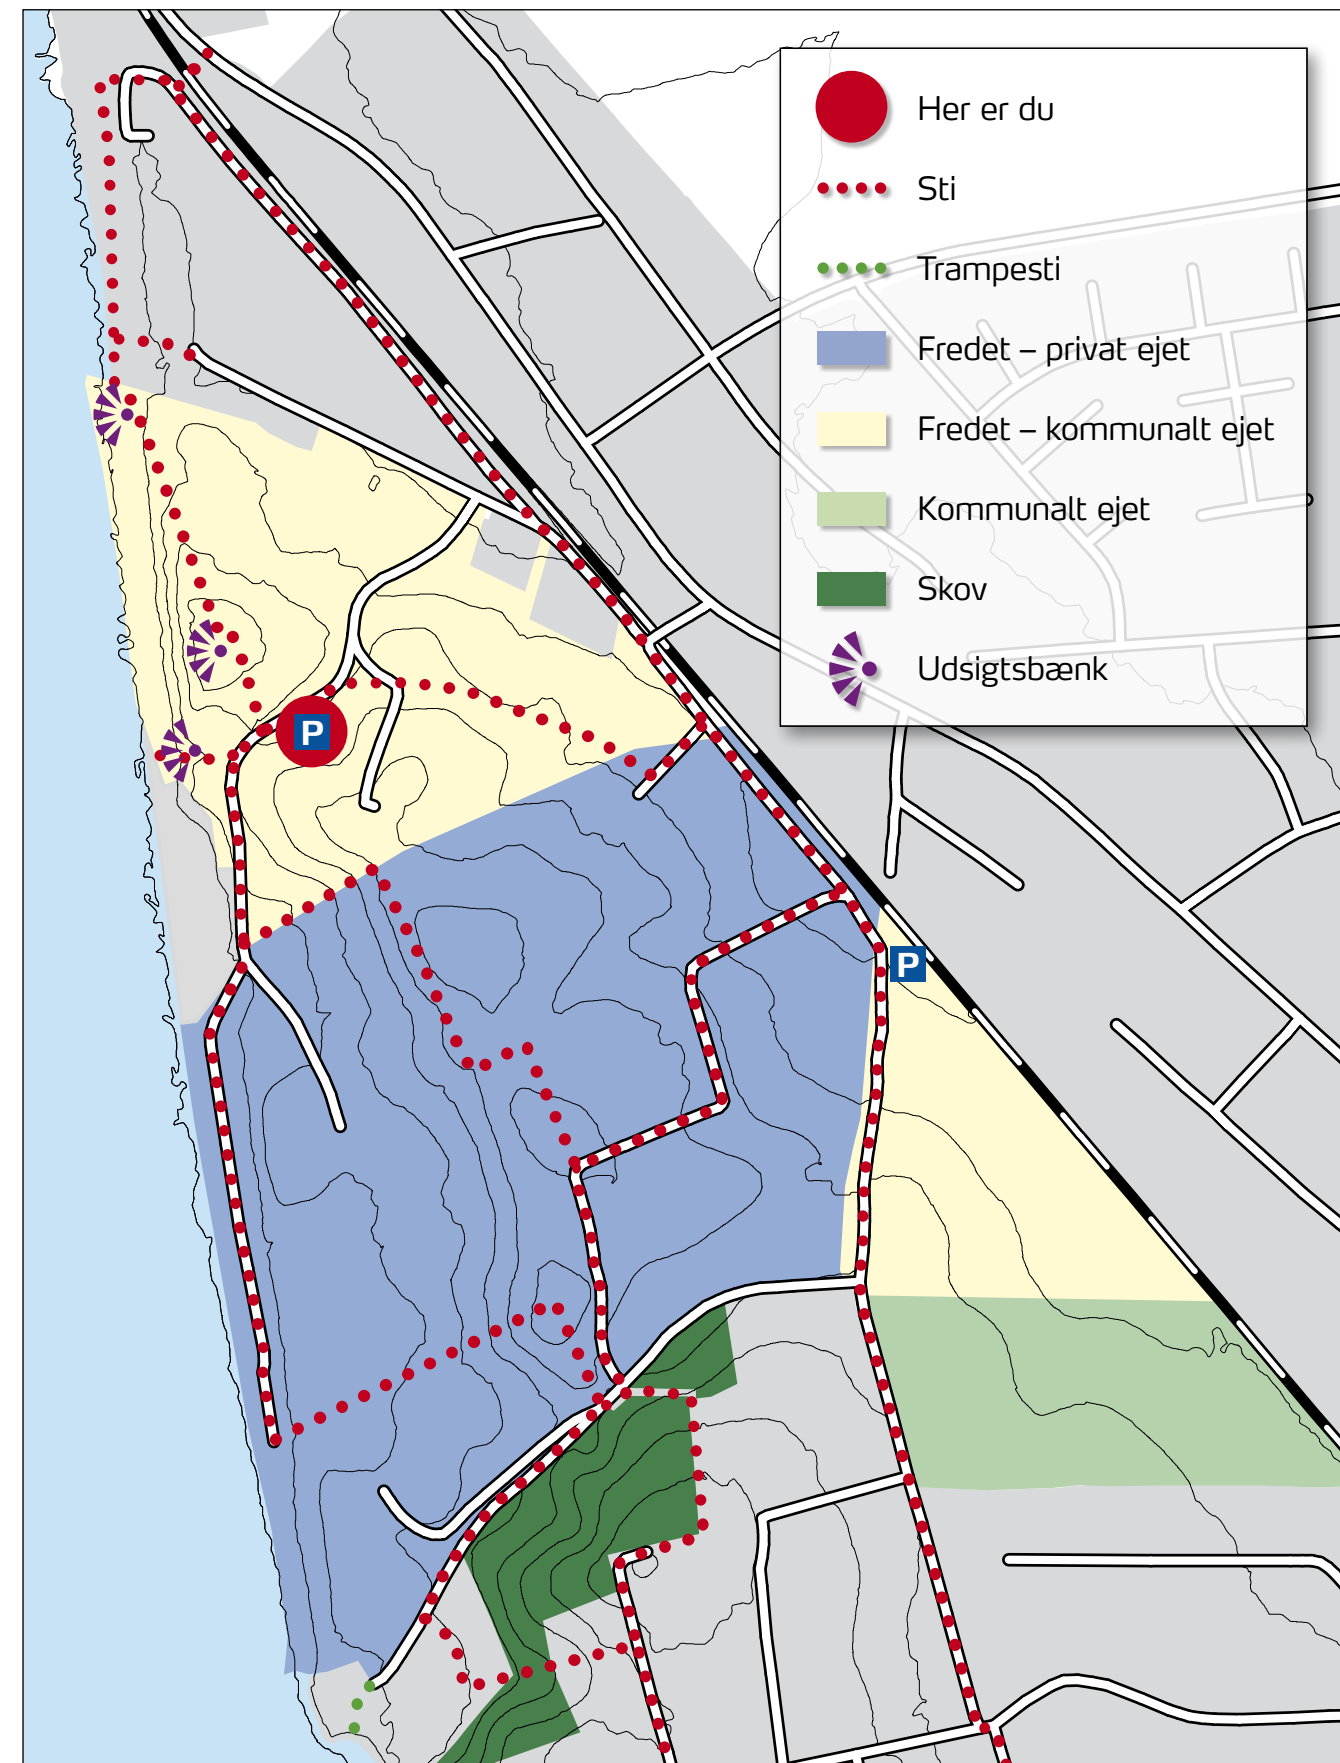 Her er du
Sti
Trampesti
Fredet – privat ejet
Fredet – kommunalt ejet
Kommunalt ejet
Skov
Udsigtsbænk
P
P